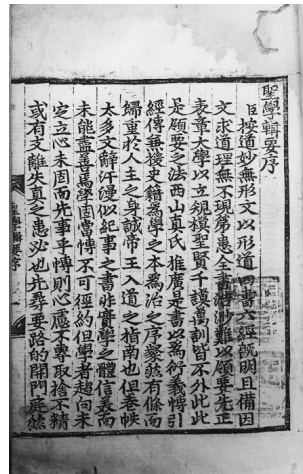 聖學輯要序
臣按道妙無形文以形道四書六經旣明且備因
文求道理無不現第患全書浩渺難以領要先正
表章大學以立規模聖賢千謨萬訓皆不外此此
是領要之法西山眞氏推廣是書以爲衍義博引
經傳兼援史籍爲學之本爲治之序粲然有條而
歸重於人主之身誠帝王入道之指南也但卷帙
太多文辭汗漫似紀事之書非實學之體信美而
未能盡善焉學固當博不可徑約但學者趨向未
定立心未固而先事乎博則心慮不專取捨不精
或有支離失眞之患必也先尋要路的開門庭然
聖學輯要序